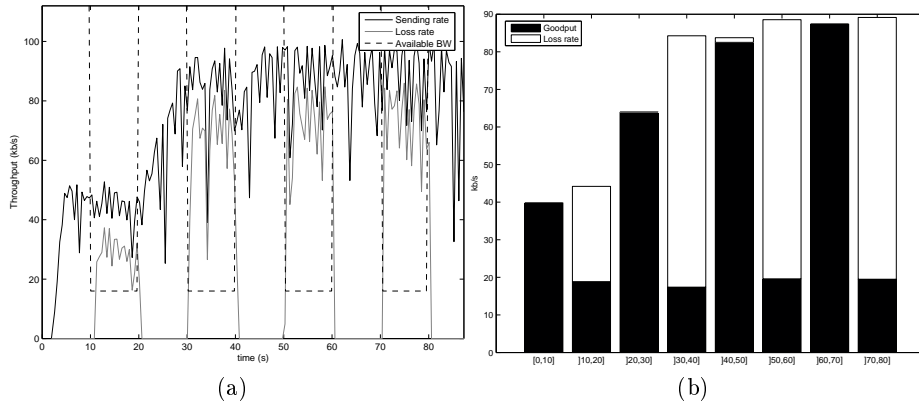 Sending rate
Loss rate
Available BW
100
80
60
40
20
0
0 10 20 30 40 50 60 70 80
Throughput (kb/s)
time (s)
(a)
Goodput
Loss rate
90
80
70
60
50
40
30
20
10
0
kb/s
[0,10] ]10,20] ]20,30] ]30,40] ]40,50] ]50,60] ]60,70] ]70,80]
(b)